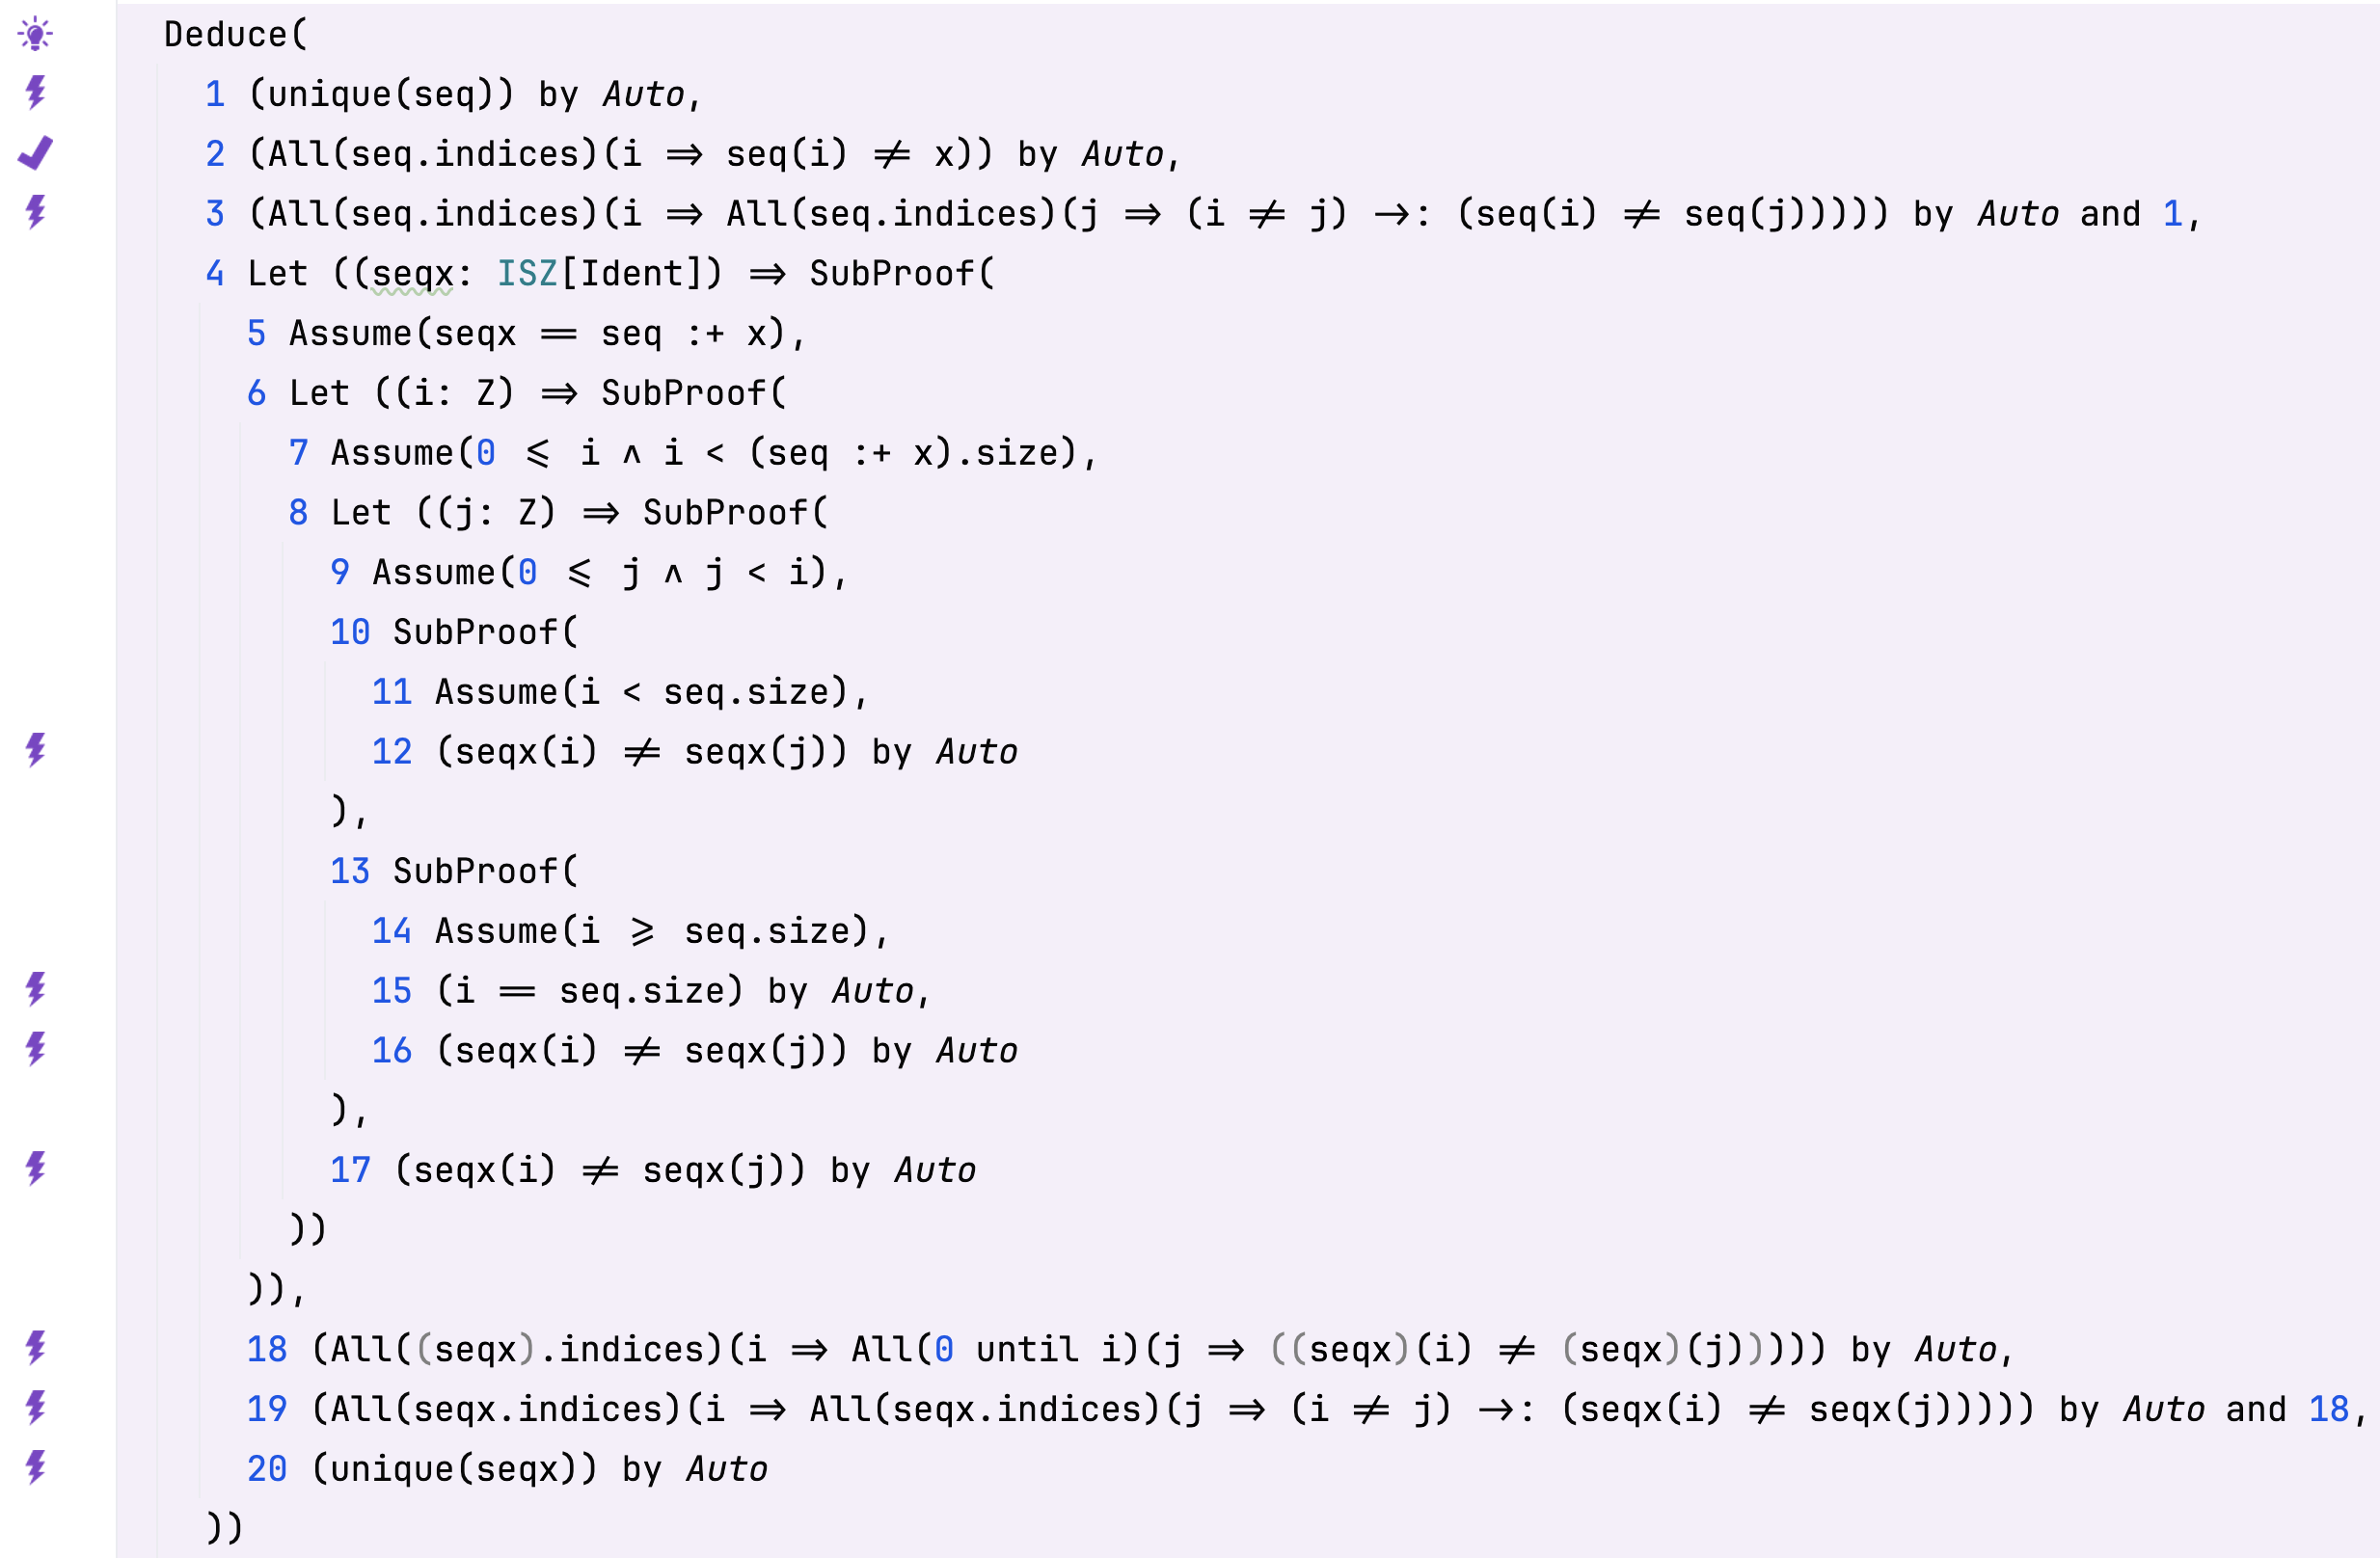 Deduce(
1 (unique(seq)) by Auto,
2 (All(seq.indices)(i => seq(i) ≠ x)) by Auto,
3 (All(seq.indices)(i => All(seq.indices)(j => (i ≠ j) ->: (seq(i) ≠ seq(j))))) by Auto and 1,
4 Let ((seqx: ISZ[Ident]) => SubProof(
5 Assume(seqx == seq :+ x),
6 Let ((i: Z) => SubProof(
7 Assume(0 ≤ i ∧ i < (seq :+ x).size),
8 Let ((j: Z) => SubProof(
9 Assume(0 ≤ j ∧ j < i),
10 SubProof(
11 Assume(i < seq.size),
12 (seqx(i) ≠ seqx(j)) by Auto
),
13 SubProof(
14 Assume(i ≥ seq.size),
15 (i == seq.size) by Auto,
16 (seqx(i) ≠ seqx(j)) by Auto
),
17 (seqx(i) ≠ seqx(j)) by Auto
))
)),
18 (All((seqx).indices)(i => All(0 until i)(j => ((seqx)(i) ≠ (seqx)(j))))) by Auto,
19 (All(seqx.indices)(i => All(seqx.indices)(j => (i ≠ j) ->: (seqx(i) ≠ seqx(j))))) by Auto and 18,
20 (unique(seqx)) by Auto
))